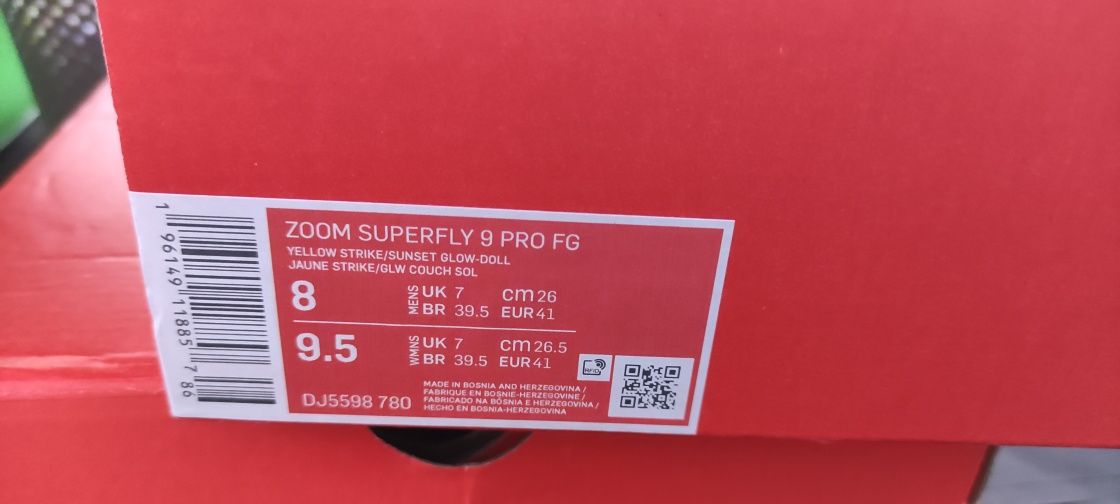 1 96149 11885 7 86
ZOOM SUPERFLY 9 PRO FG
YELLOW STRIKE/SUNSET GLOW-DOLL
JAUNE STRIKE/GLW COUCH SOL
8 MENS UK 7 cm 26
BR 39.5 EUR 41
9.5 WMNS UK 7 cm 26.5
BR 39.5 EUR 41
RFID
DJ5598 780
MADE IN BOSNIA AND HERZEGOVINA /
FABRIQUE EN BOSNIE-HERZEGOVINE /
FABRICADO NA BÓSNIA E HERZEGOVINA /
HECHO EN BOSNIA-HERZEGOVINA